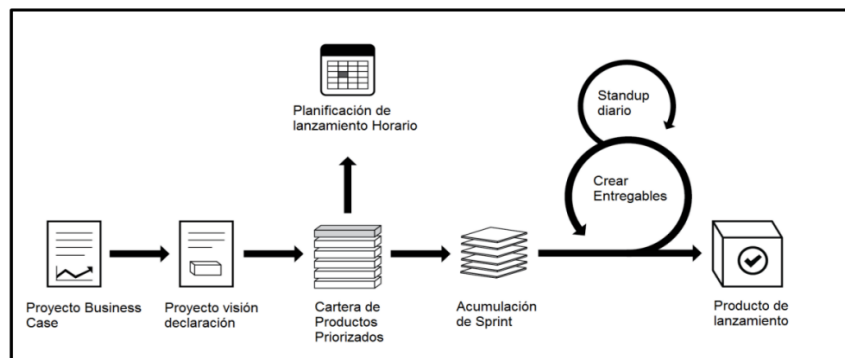 Planificación de
lanzamiento Horario
Standup
diario
Crear
Entregables
Proyecto Business
Case
Proyecto visión
declaración
Cartera de
Productos
Priorizados
Acumulación
de Sprint
Producto de
lanzamiento